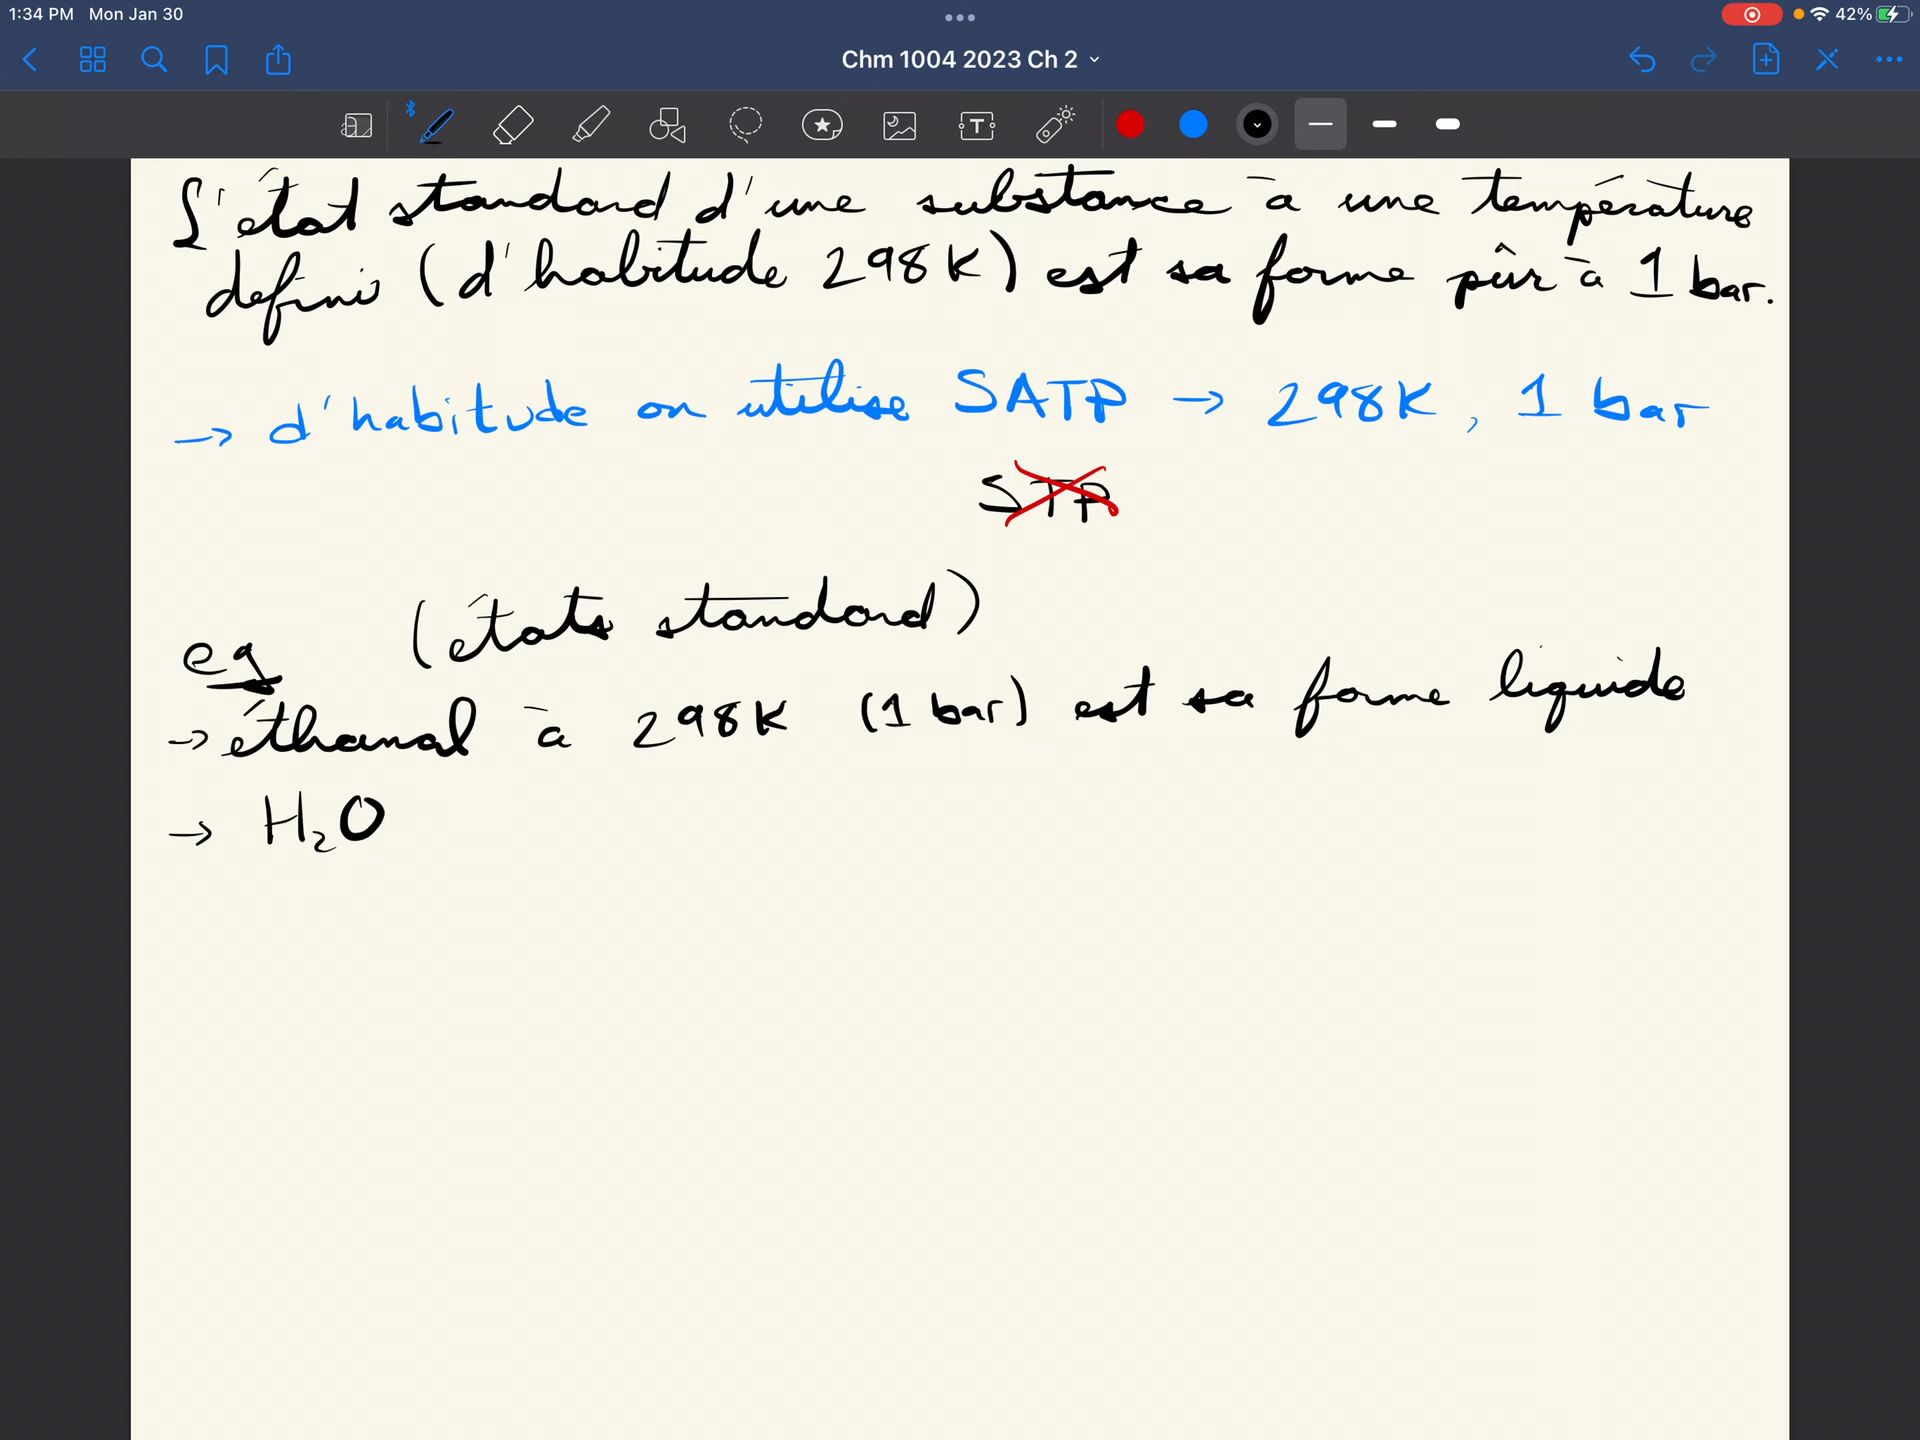 1:34 PM Mon Jan 30
42%
Chm 1004 2023 Ch 2
L'état standard d'une substance à une température
définis (d'habitude 298K) est sa forme pûr à 1 bar.
→ d'habitude on utilise SATP → 298K, 1 bar
STP
(états standard)
eg
→ éthanal à 298K (1 bar) est sa forme liquide
→ H₂O